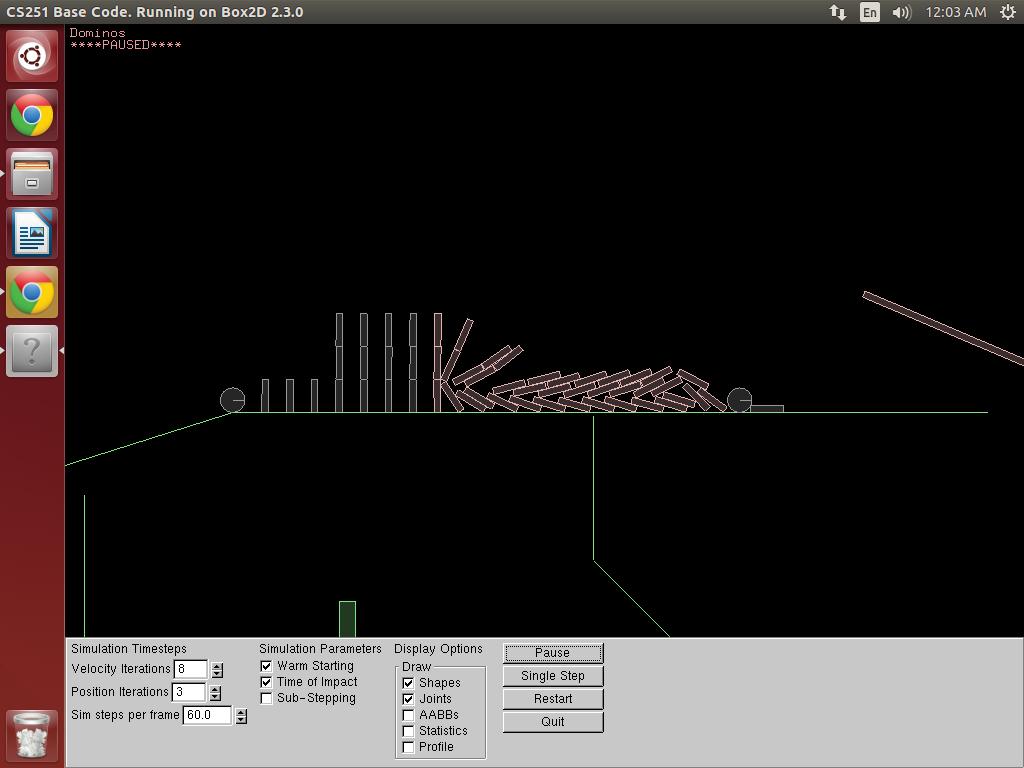 CS251 Base Code. Running on Box2D 2.3.0
En
12:03 AM
Dominos
****PAUSED****
?
Simulation Timesteps
Velocity Iterations 8
Position Iterations 3
Sim steps per frame 60.0
Simulation Parameters
Warm Starting
Time of Impact
Sub-Stepping
Display Options
Draw
Shapes
Joints
AABBs
Statistics
Profile
Pause
Single Step
Restart
Quit